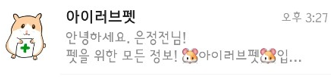 아이러브펫
오후 3:27
안녕하세요. 은정전님!
펫을 위한 모든 정보! 🐹아이러브펫🐹입...